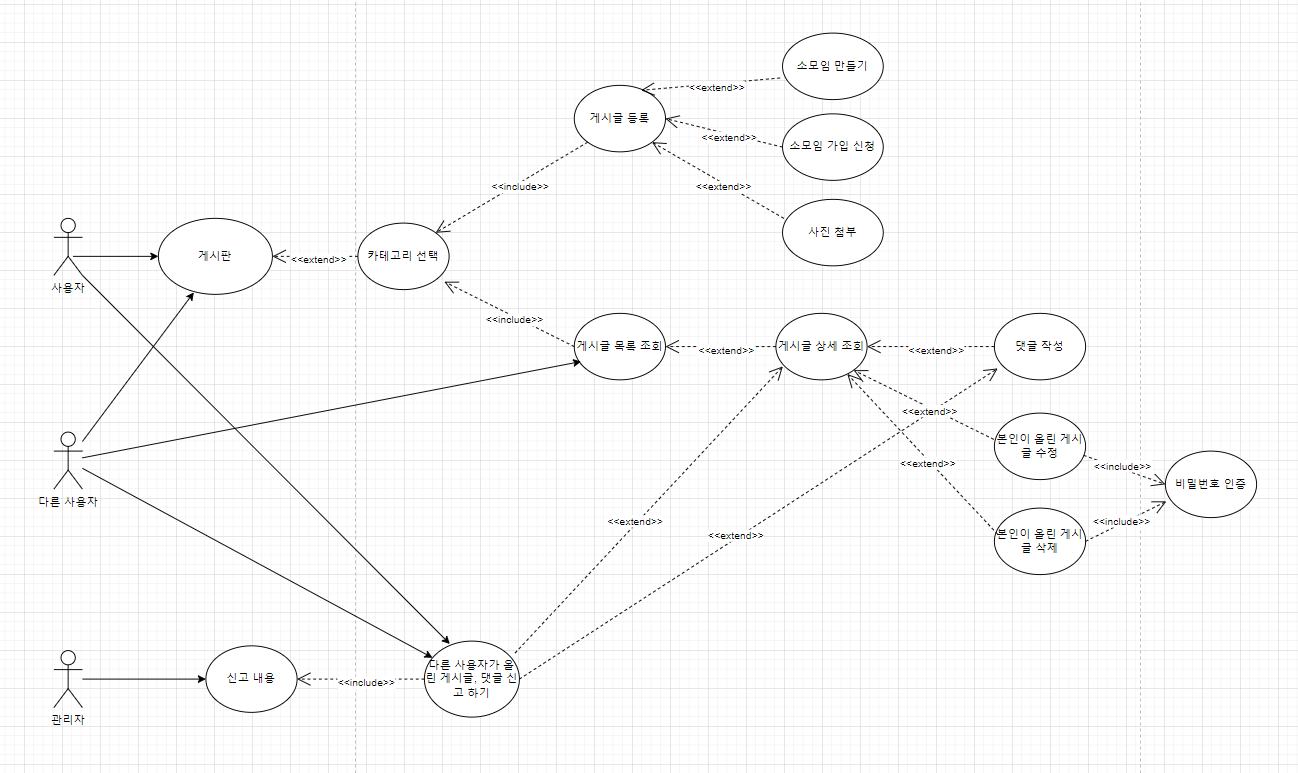 소모임 만들기
<<extend>>
게시글 등록
<<extend>>
소모임 가입 신청
<<include>>
<<extend>>
사진 첨부
사용자
게시판
<<extend>>
카테고리 선택
<<include>>
게시글 목록 조회
<<extend>>
게시글 상세 조회
<<extend>>
댓글 작성
<<extend>>
본인이 올린 게시
글 수정
<<extend>>
<<include>>
비밀번호 인증
다른 사용자
<<extend>>
<<extend>>
<<include>>
본인이 올린 게시
글 삭제
관리자
신고 내용
<<include>>
다른 사용자가 올
린 게시글, 댓글 신
고 하기